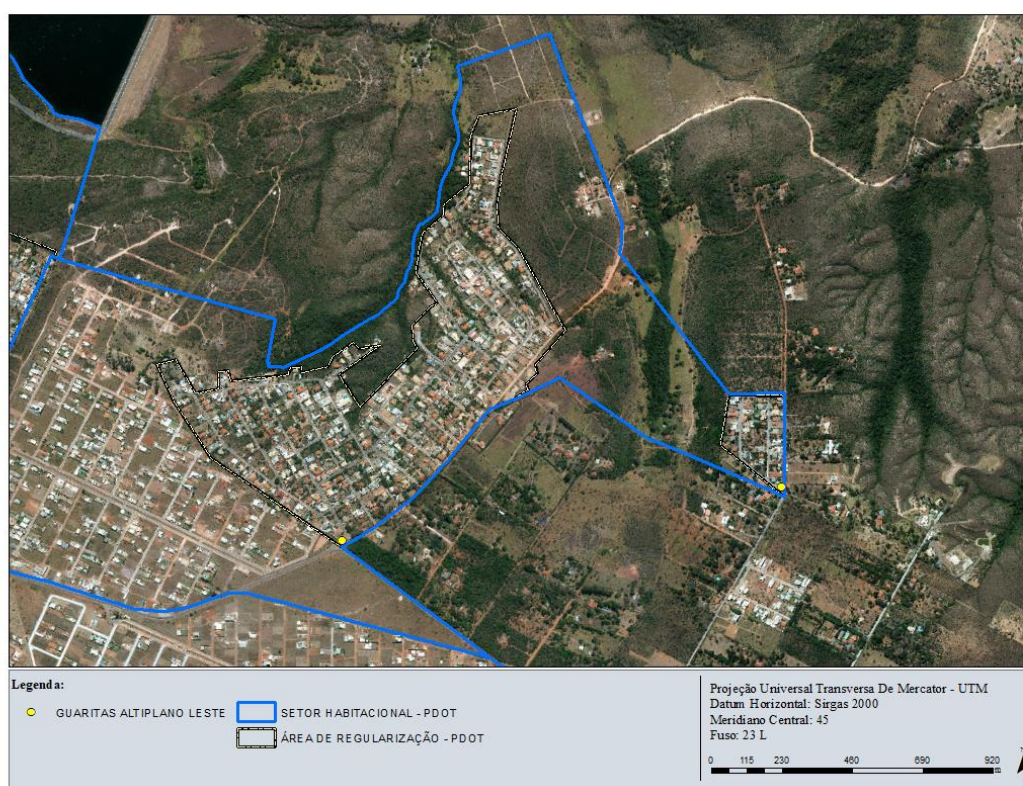 Legenda:
GUARITAS ALTIPLANO LESTE
SETOR HABITACIONAL - PDOT
ÁREA DE REGULARIZAÇÃO - PDOT
Projeção Universal Transversa De Mercator - UTM
Datum Horizontal: Sirgas 2000
Meridiano Central: 45
Fuso: 23 L
0 115 230 460 690 920
m